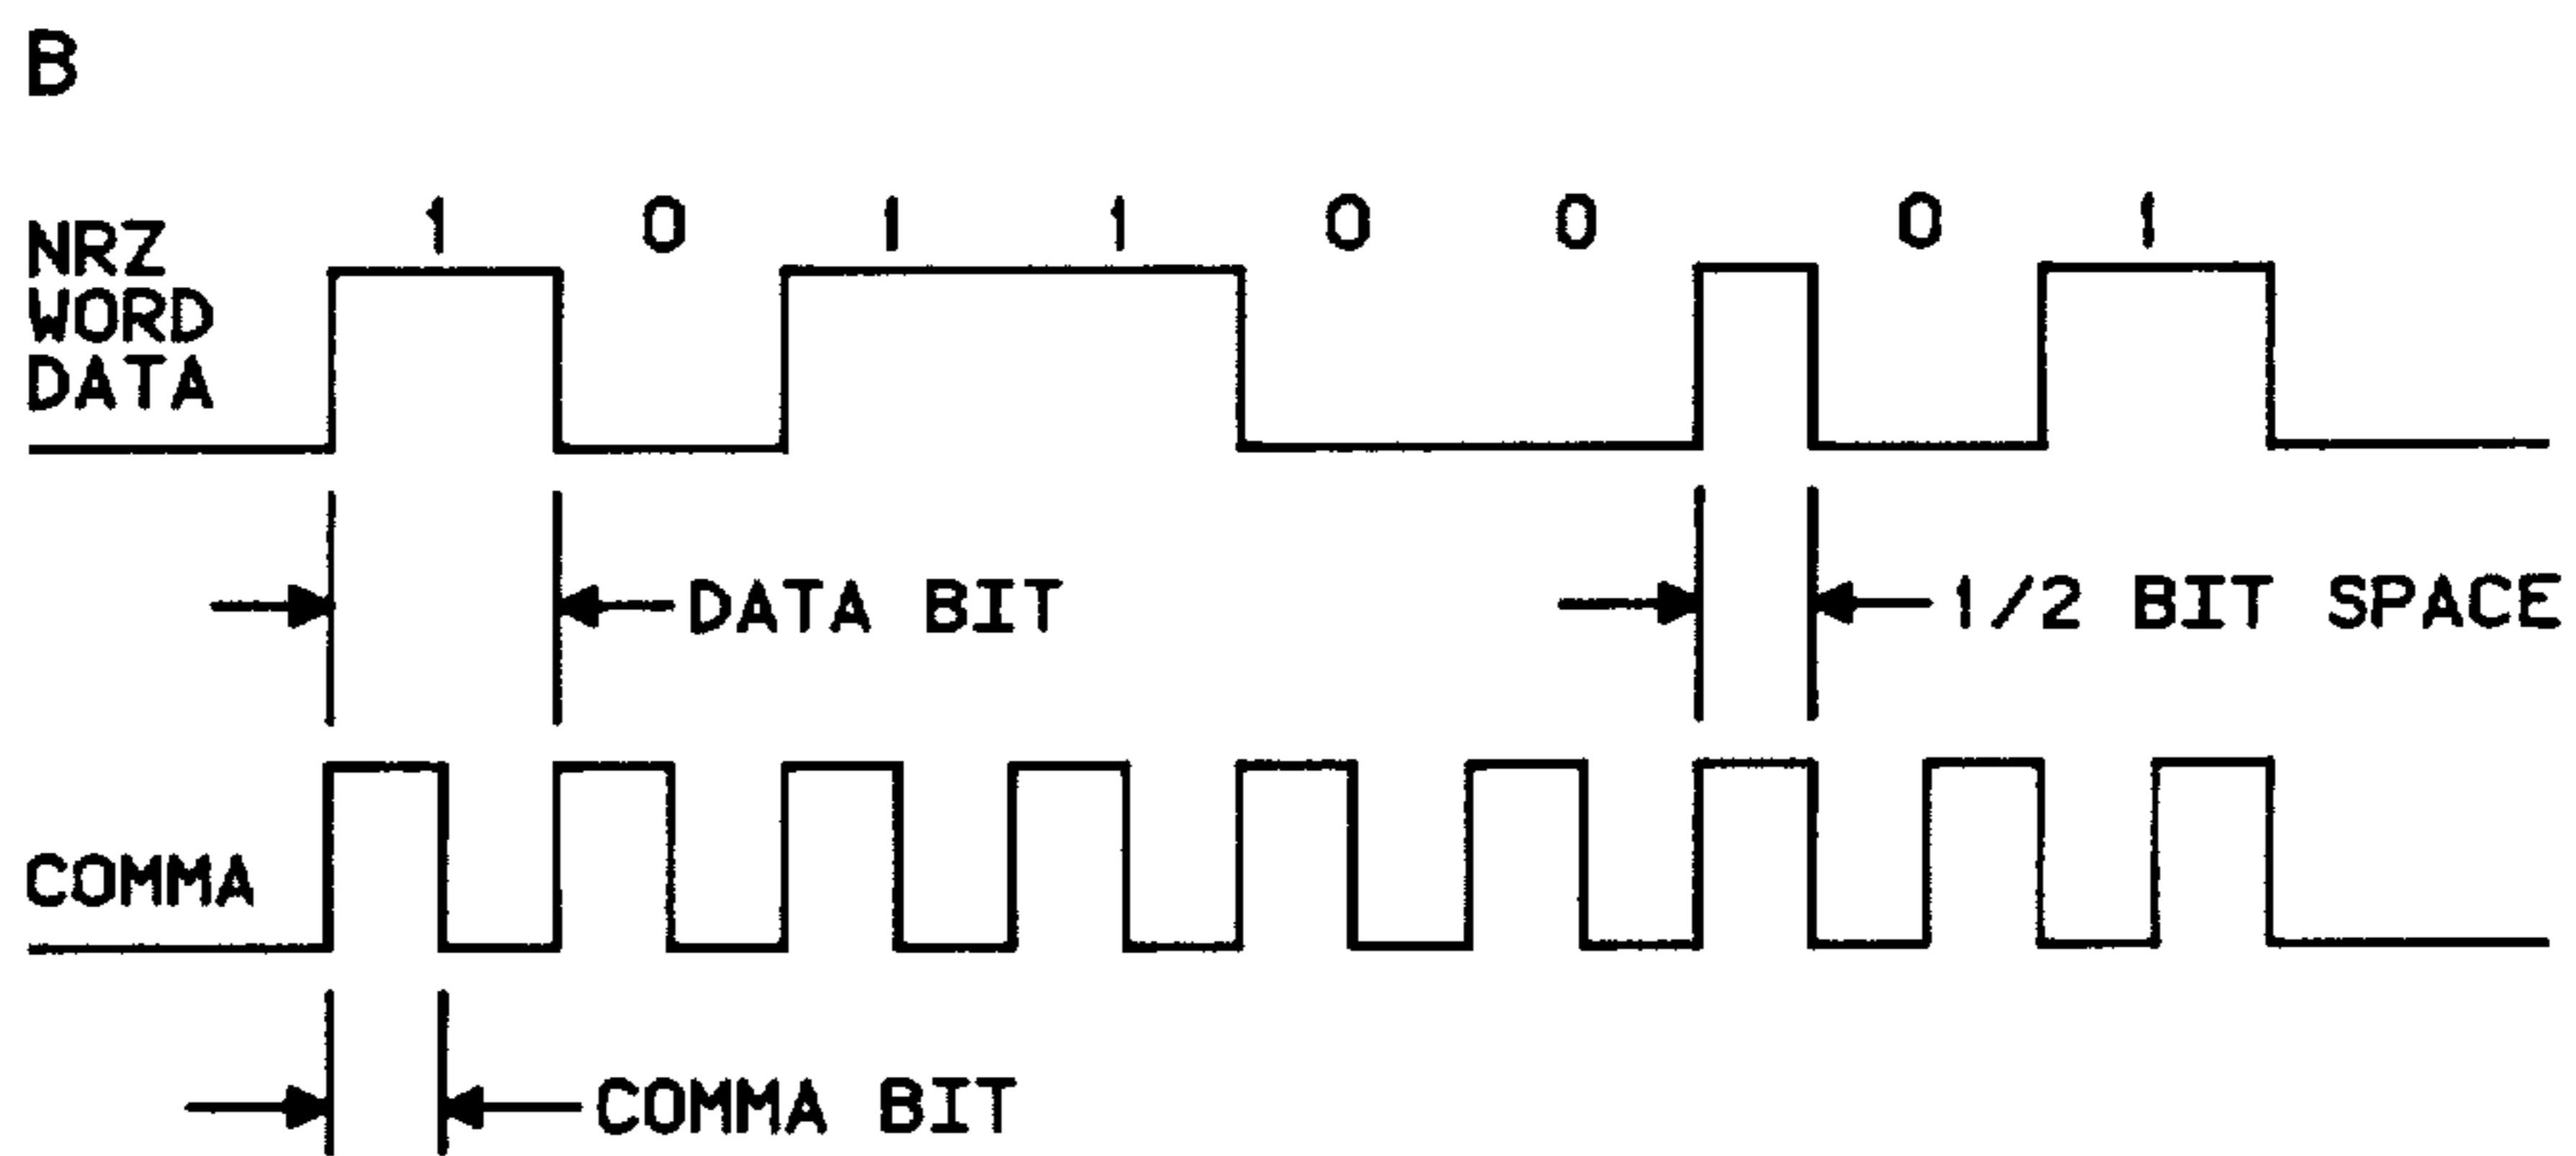 B
1 0 1 1 0 0 0 1
NRZ
WORD
DATA
DATA BIT
1/2 BIT SPACE
COMMA
COMMA BIT